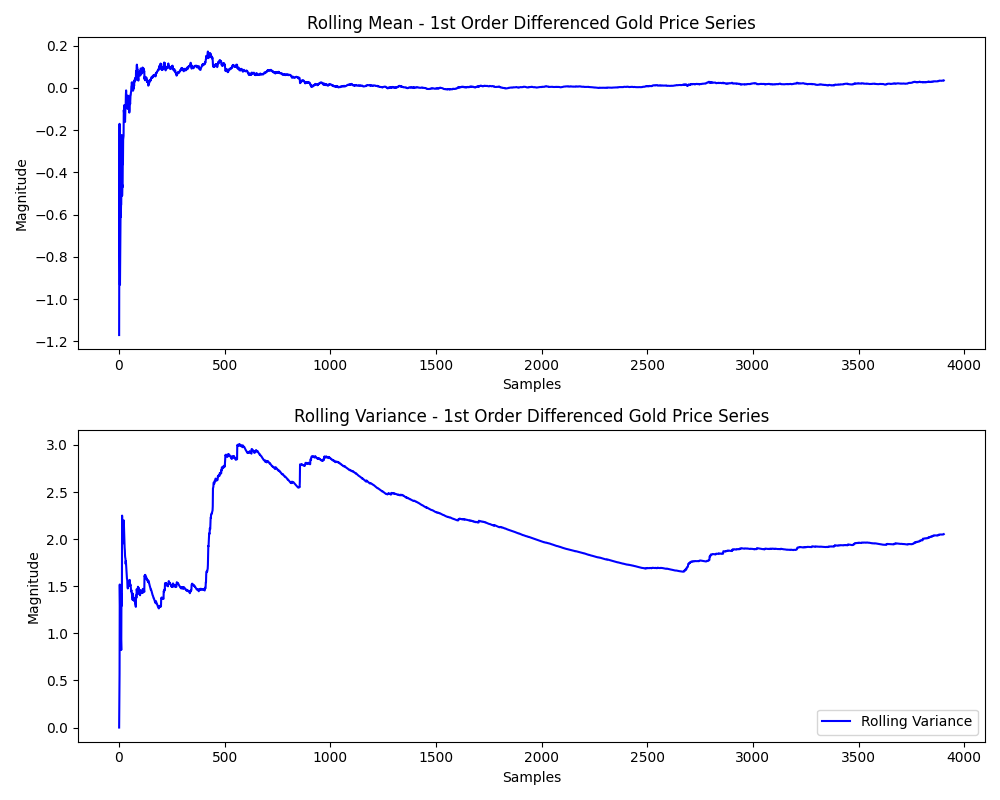 Rolling Mean - 1st Order Differenced Gold Price Series
Magnitude
0.2
0.0
−0.2
−0.4
−0.6
−0.8
−1.0
−1.2
0 500 1000 1500 2000 2500 3000 3500 4000
Samples
Rolling Variance - 1st Order Differenced Gold Price Series
Magnitude
3.0
2.5
2.0
1.5
1.0
0.5
0.0
Rolling Variance
0 500 1000 1500 2000 2500 3000 3500 4000
Samples